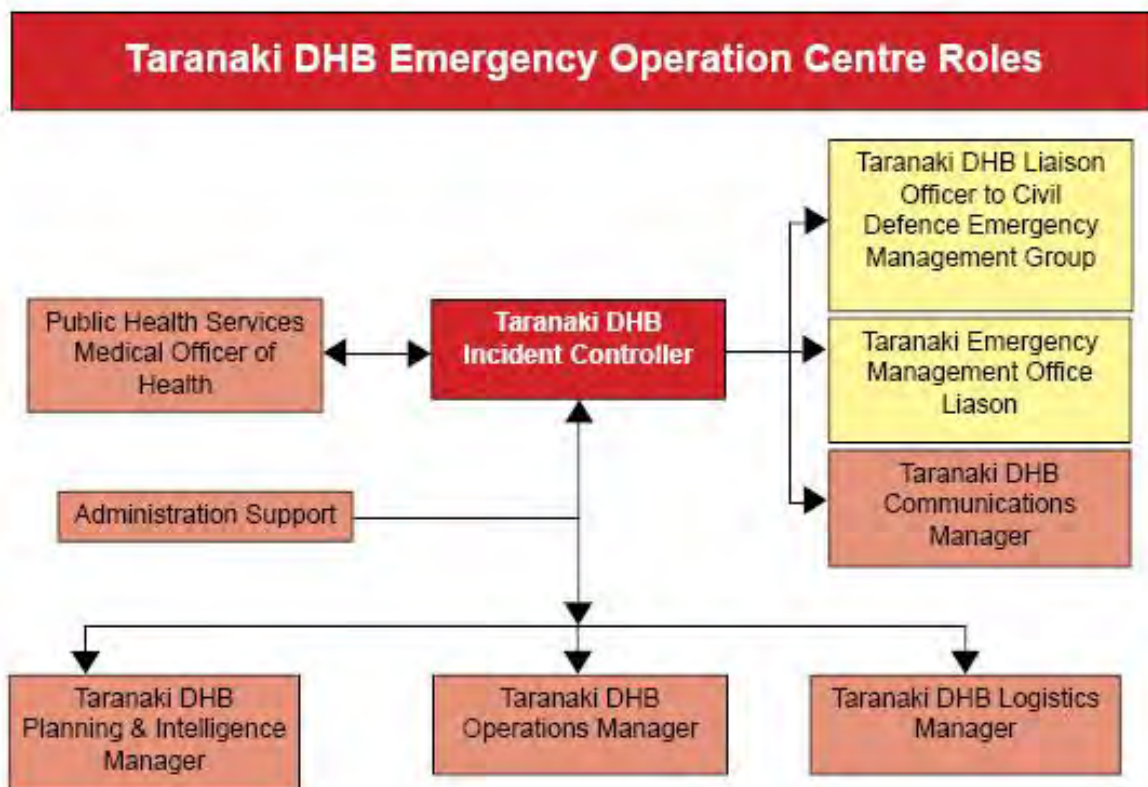 Taranaki DHB Emergency Operation Centre Roles
Taranaki DHB Liaison
Officer to Civil
Defence Emergency
Management Group
Public Health Services
Medical Officer of
Health
Taranaki DHB
Incident Controller
Taranaki Emergency
Management Office
Liason
Administration Support
Taranaki DHB
Communications
Manager
Taranaki DHB
Planning & Intelligence
Manager
Taranaki DHB
Operations Manager
Taranaki DHB Logistics
Manager